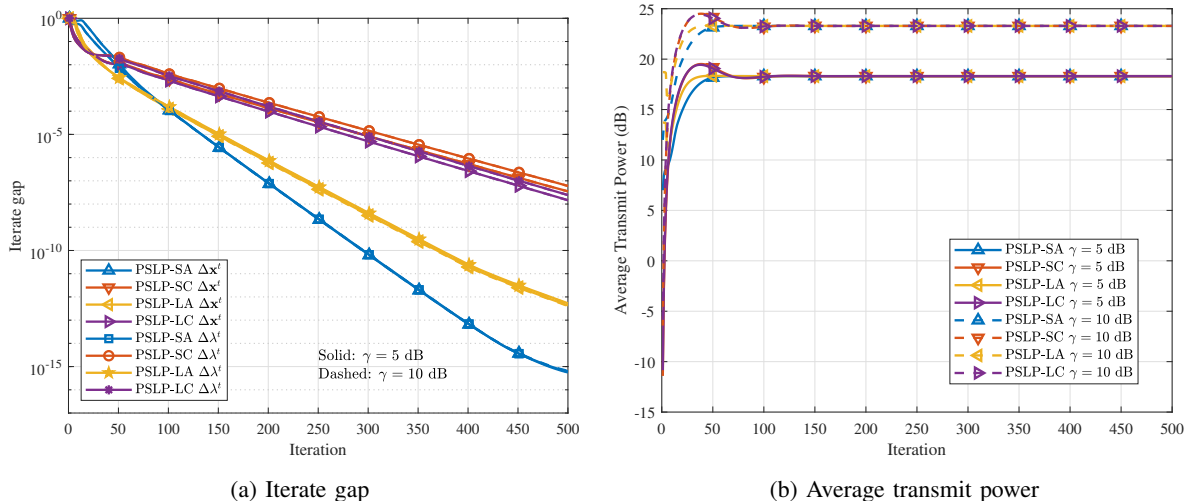 10^0
10^-5
10^-10
10^-15
Iterate gap
0 50 100 150 200 250 300 350 400 450 500
Iteration
PSLP-SA Δx^t
PSLP-SC Δx^t
PSLP-LA Δx^t
PSLP-LC Δx^t
PSLP-SA Δλ^t
PSLP-SC Δλ^t
PSLP-LA Δλ^t
PSLP-LC Δλ^t
Solid: γ = 5 dB
Dashed: γ = 10 dB
(a) Iterate gap
25
20
15
10
5
0
-5
-10
-15
Average Transmit Power (dB)
0 50 100 150 200 250 300 350 400 450 500
Iteration
PSLP-SA γ = 5 dB
PSLP-SC γ = 5 dB
PSLP-LA γ = 5 dB
PSLP-LC γ = 5 dB
PSLP-SA γ = 10 dB
PSLP-SC γ = 10 dB
PSLP-LA γ = 10 dB
PSLP-LC γ = 10 dB
(b) Average transmit power